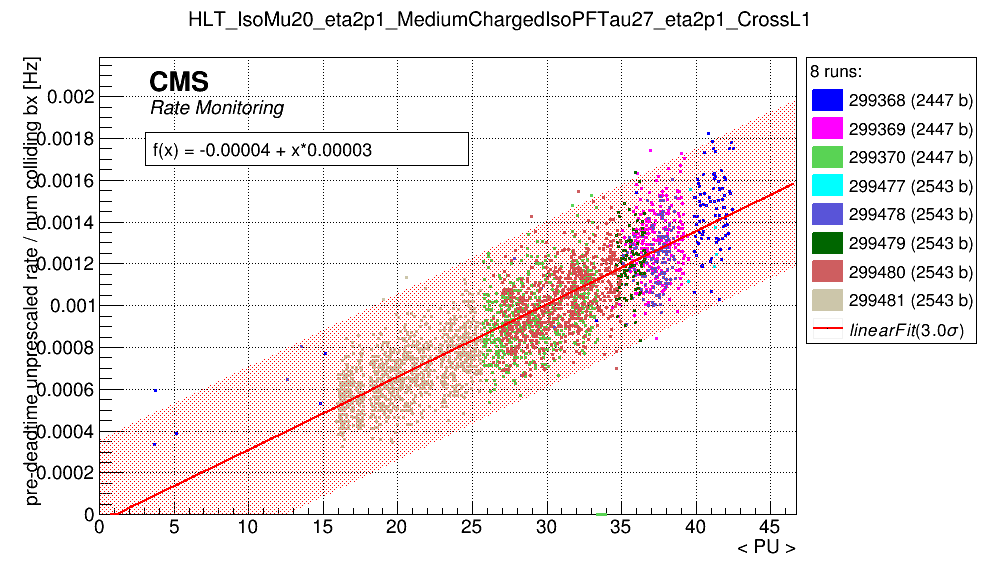 HLT_IsoMu20_eta2p1_MediumChargedIsoPFTau27_eta2p1_CrossL1
CMS
Rate Monitoring
f(x) = -0.00004 + x*0.00003
pre-deadtime unprescaled rate / num colliding bx [Hz]
0.002
0.0018
0.0016
0.0014
0.0012
0.001
0.0008
0.0006
0.0004
0.0002
0
0 5 10 15 20 25 30 35 40 45
< PU >
8 runs:
299368 (2447 b)
299369 (2447 b)
299370 (2447 b)
299477 (2543 b)
299478 (2543 b)
299479 (2543 b)
299480 (2543 b)
299481 (2543 b)
linearFit(3.0σ)